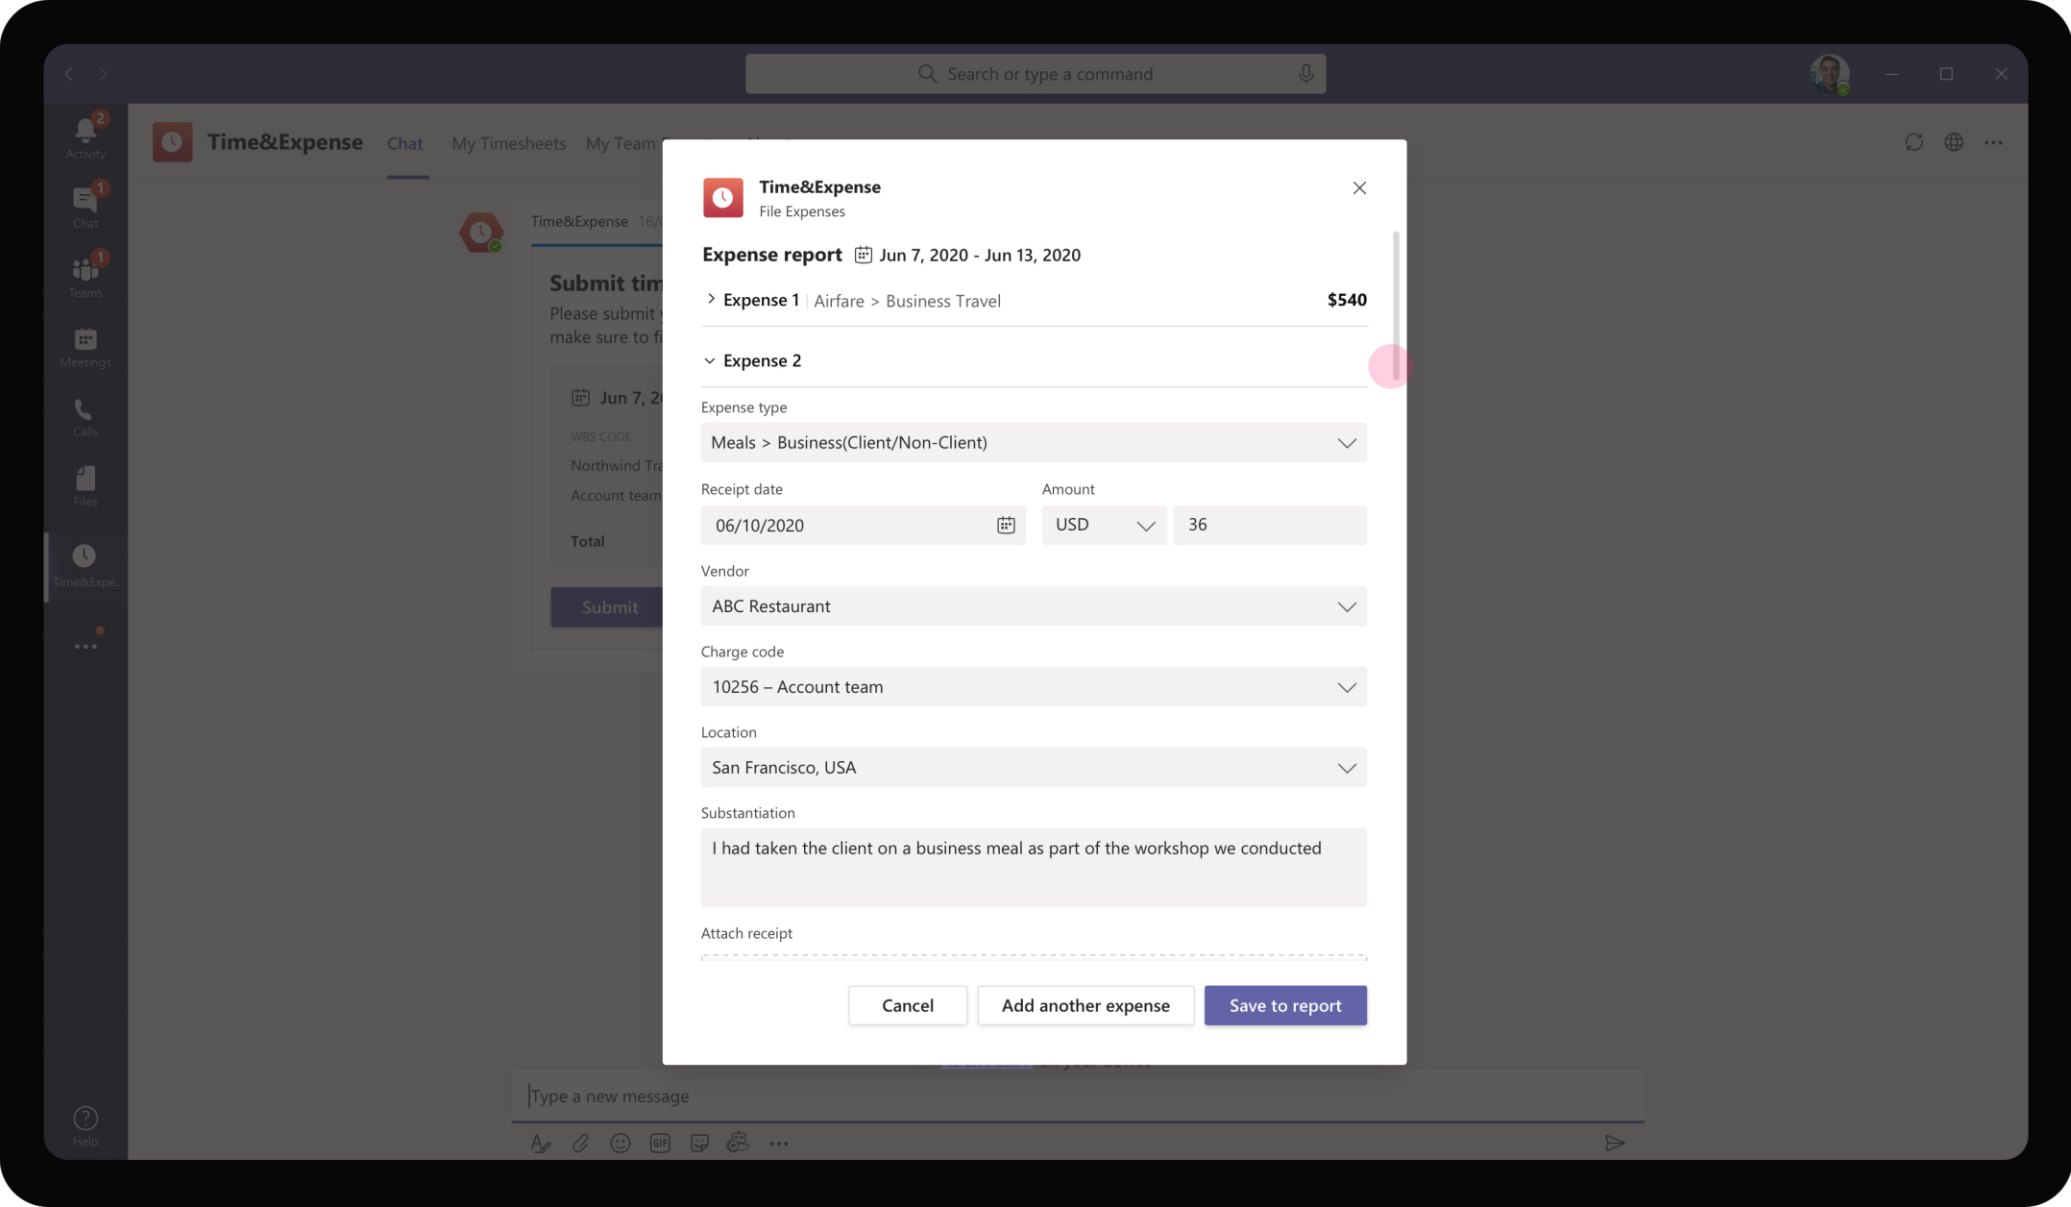 Search or type a command
2
Activity
1
Chat
1
Teams
Meetings
Calls
Files
Time&Expe..
Help
Time&Expense
Chat
My Timesheets
My Team
Time&Expense 16/
Submit tim
Please submit
make sure to fi
Jun 7, 2
WBS CODE
Northwind Tra
Account team
Total
Submit
Time&Expense
File Expenses
Expense report Jun 7, 2020 - Jun 13, 2020
Expense 1 | Airfare > Business Travel $540
Expense 2
Expense type
Meals > Business(Client/Non-Client)
Receipt date Amount
06/10/2020 USD 36
Vendor
ABC Restaurant
Charge code
10256 – Account team
Location
San Francisco, USA
Substantiation
I had taken the client on a business meal as part of the workshop we conducted
Attach receipt
Cancel Add another expense Save to report
Type a new message
GIF